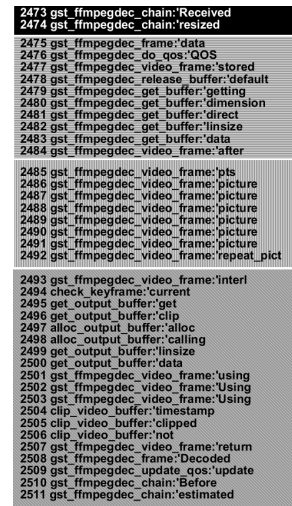 2473 gst_ffmpegdec_chain:'Received
2474 gst_ffmpegdec_chain:'resized
2475 gst_ffmpegdec_frame:'data
2476 gst_ffmpegdec_do_qos:'QOS
2477 gst_ffmpegdec_video_frame:'stored
2478 gst_ffmpegdec_release_buffer:'default
2479 gst_ffmpegdec_get_buffer:'getting
2480 gst_ffmpegdec_get_buffer:'dimension
2481 gst_ffmpegdec_get_buffer:'direct
2482 gst_ffmpegdec_get_buffer:'linsize
2483 gst_ffmpegdec_get_buffer:'data
2484 gst_ffmpegdec_video_frame:'after
2485 gst_ffmpegdec_video_frame:'pts
2486 gst_ffmpegdec_video_frame:'picture
2487 gst_ffmpegdec_video_frame:'picture
2488 gst_ffmpegdec_video_frame:'picture
2489 gst_ffmpegdec_video_frame:'picture
2490 gst_ffmpegdec_video_frame:'picture
2491 gst_ffmpegdec_video_frame:'picture
2492 gst_ffmpegdec_video_frame:'repeat_pict
2493 gst_ffmpegdec_video_frame:'interl
2494 check_keyframe:'current
2495 get_output_buffer:'get
2496 get_output_buffer:'clip
2497 alloc_output_buffer:'alloc
2498 alloc_output_buffer:'calling
2499 get_output_buffer:'linsize
2500 get_output_buffer:'data
2501 gst_ffmpegdec_video_frame:'using
2502 gst_ffmpegdec_video_frame:'Using
2503 gst_ffmpegdec_video_frame:'Using
2504 clip_video_buffer:'timestamp
2505 clip_video_buffer:'clipped
2506 clip_video_buffer:'not
2507 gst_ffmpegdec_video_frame:'return
2508 gst_ffmpegdec_frame:'Decoded
2509 gst_ffmpegdec_update_qos:'update
2510 gst_ffmpegdec_chain:'Before
2511 gst_ffmpegdec_chain:'estimated